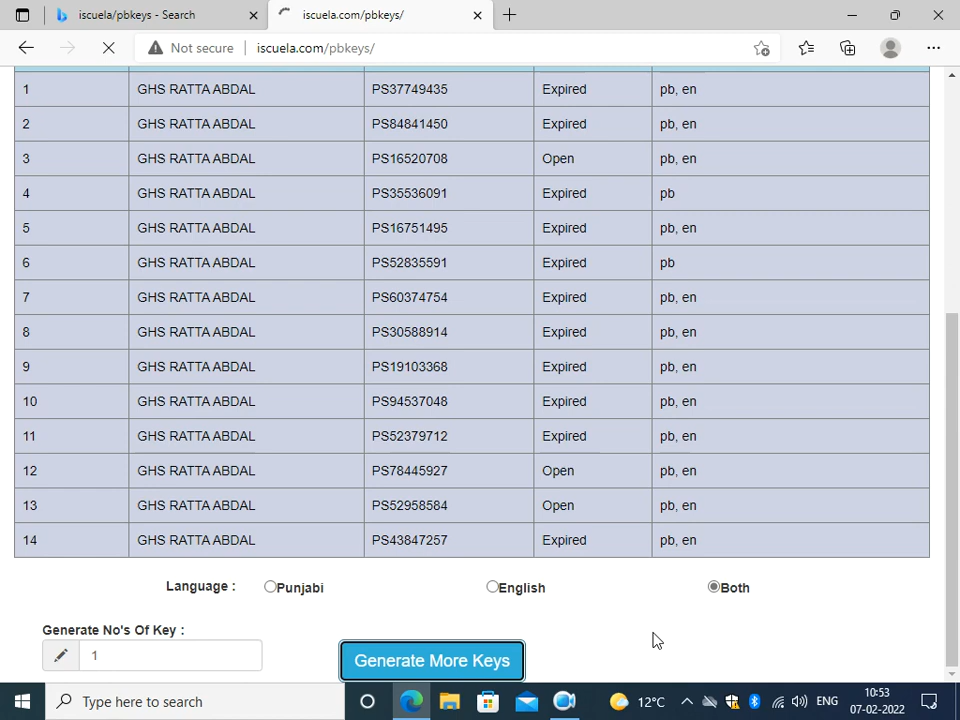 iscuela/pbkeys - Search
iscuela.com/pbkeys/
Not secure iscuela.com/pbkeys/
1 GHS RATTA ABDAL PS37749435 Expired pb, en
2 GHS RATTA ABDAL PS84841450 Expired pb, en
3 GHS RATTA ABDAL PS16520708 Open pb, en
4 GHS RATTA ABDAL PS35536091 Expired pb
5 GHS RATTA ABDAL PS16751495 Expired pb, en
6 GHS RATTA ABDAL PS52835591 Expired pb
7 GHS RATTA ABDAL PS60374754 Expired pb, en
8 GHS RATTA ABDAL PS30588914 Expired pb, en
9 GHS RATTA ABDAL PS19103368 Expired pb, en
10 GHS RATTA ABDAL PS94537048 Expired pb, en
11 GHS RATTA ABDAL PS52379712 Expired pb, en
12 GHS RATTA ABDAL PS78445927 Open pb, en
13 GHS RATTA ABDAL PS52958584 Open pb, en
14 GHS RATTA ABDAL PS43847257 Expired pb, en
Language : Punjabi English Both
Generate No's Of Key :
1
Generate More Keys
Type here to search
12°C
ENG
10:53
07-02-2022